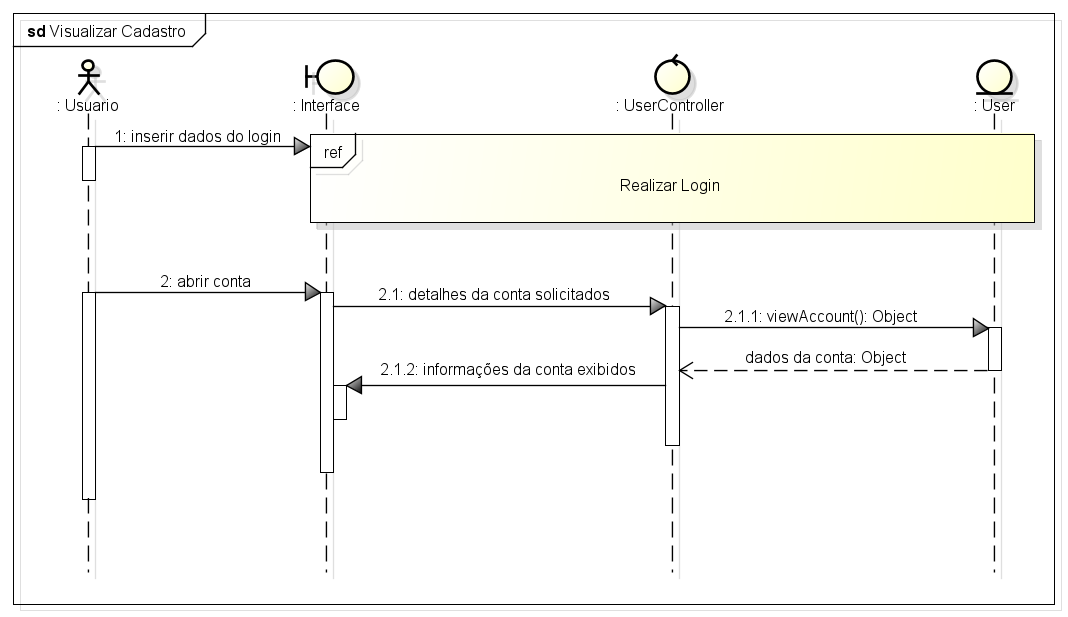 sd Visualizar Cadastro
: Usuario
: Interface
: UserController
: User
1: inserir dados do login
ref
Realizar Login
2: abrir conta
2.1: detalhes da conta solicitados
2.1.1: viewAccount(): Object
dados da conta: Object
2.1.2: informações da conta exibidos